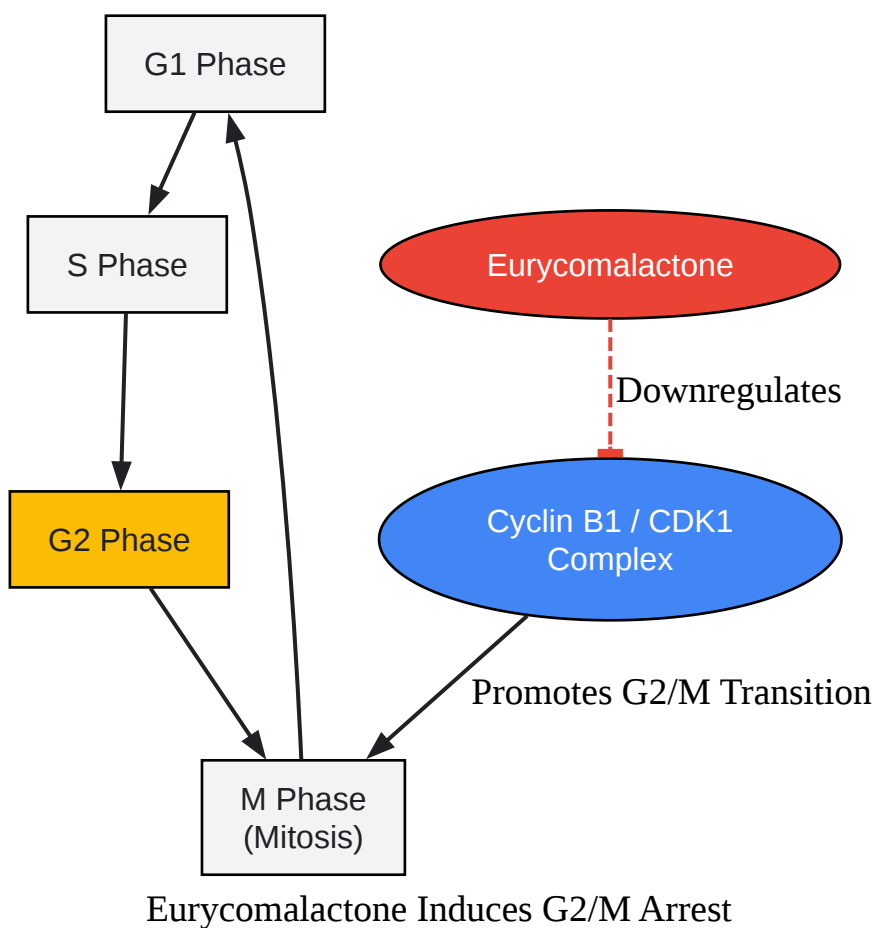 G1 Phase
S Phase
Eurycomalactone
Downregulates
G2 Phase
Cyclin B1 / CDK1
Complex
Promotes G2/M Transition
M Phase
(Mitosis)
Eurycomalactone Induces G2/M Arrest